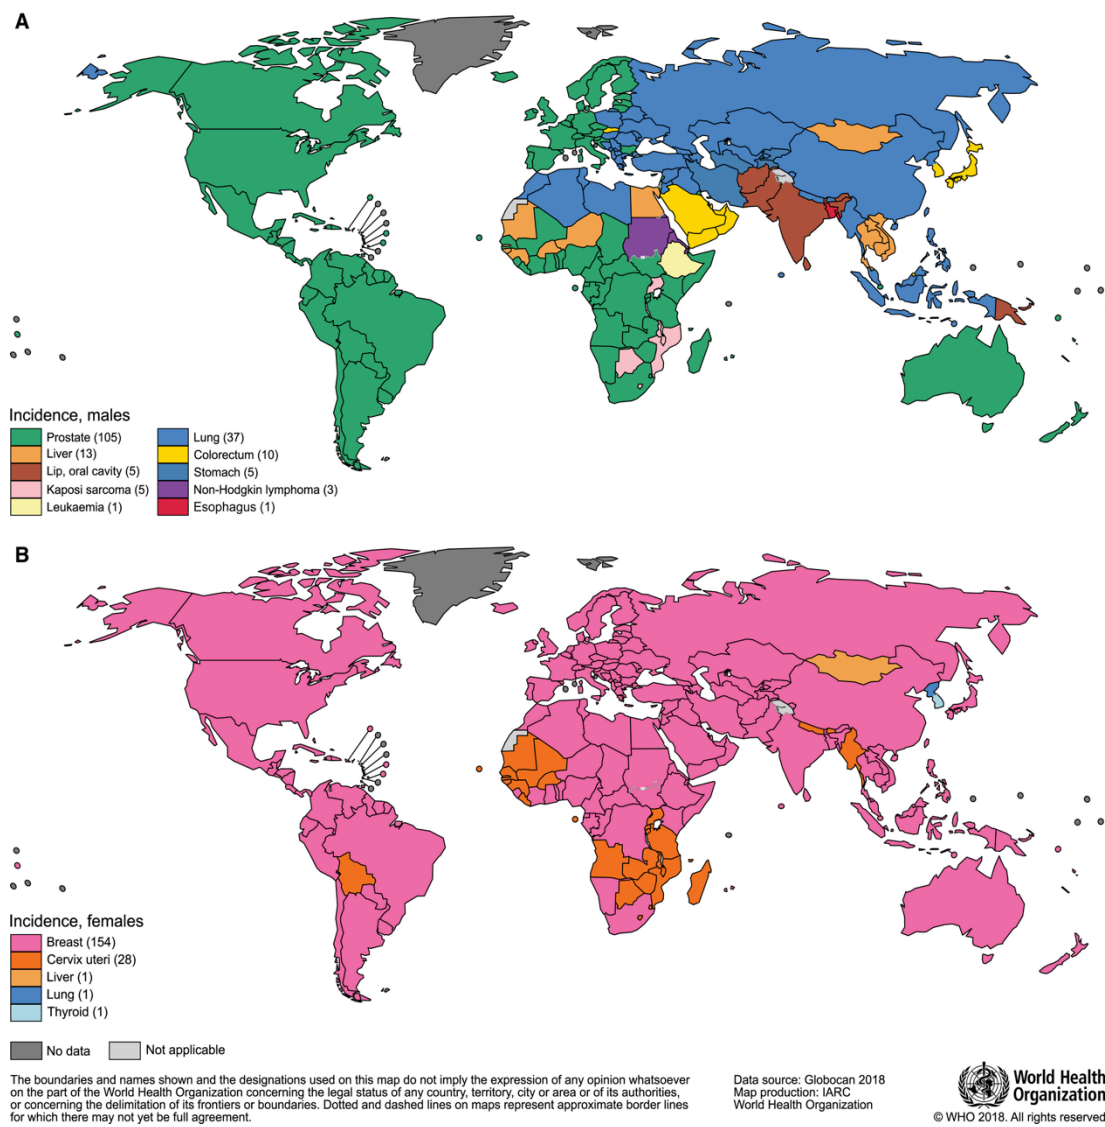 A
Incidence, males
Prostate (105)
Liver (13)
Lip, oral cavity (5)
Kaposi sarcoma (5)
Leukaemia (1)
Lung (37)
Colorectum (10)
Stomach (5)
Non-Hodgkin lymphoma (3)
Esophagus (1)
B
Incidence, females
Breast (154)
Cervix uteri (28)
Liver (1)
Lung (1)
Thyroid (1)
No data
Not applicable
The boundaries and names shown and the designations used on this map do not imply the expression of any opinion whatsoever
on the part of the World Health Organization concerning the legal status of any country, territory, city or area or of its authorities,
or concerning the delimitation of its frontiers or boundaries. Dotted and dashed lines on maps represent approximate border lines
for which there may not yet be full agreement.
Data source: Globocan 2018
Map production: IARC
World Health Organization
World Health
Organization
© WHO 2018. All rights reserved